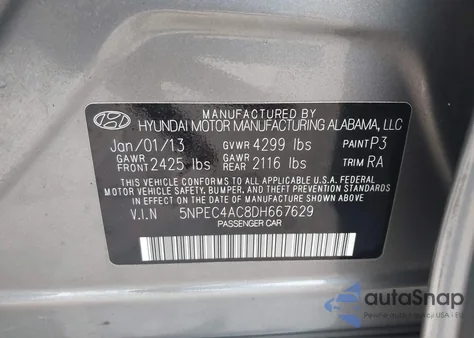 MANUFACTURED BY
HYUNDAI MOTOR MANUFACTURING ALABAMA, LLC
Jan/01/13 GVWR 4299 lbs PAINT P3
GAWR FRONT 2425 lbs GAWR REAR 2116 lbs TRIM RA
THIS VEHICLE CONFORMS TO ALL APPLICABLE U.S.A. FEDERAL
MOTOR VEHICLE SAFETY, BUMPER, AND THEFT PREVENTION
STANDARDS IN EFFECT ON THE DATE OF MANUFACTURE SHOWN ABOVE.
V.I.N 5NPEC4AC8DH667629
PASSENGER CAR
autoSnap
USA - EU